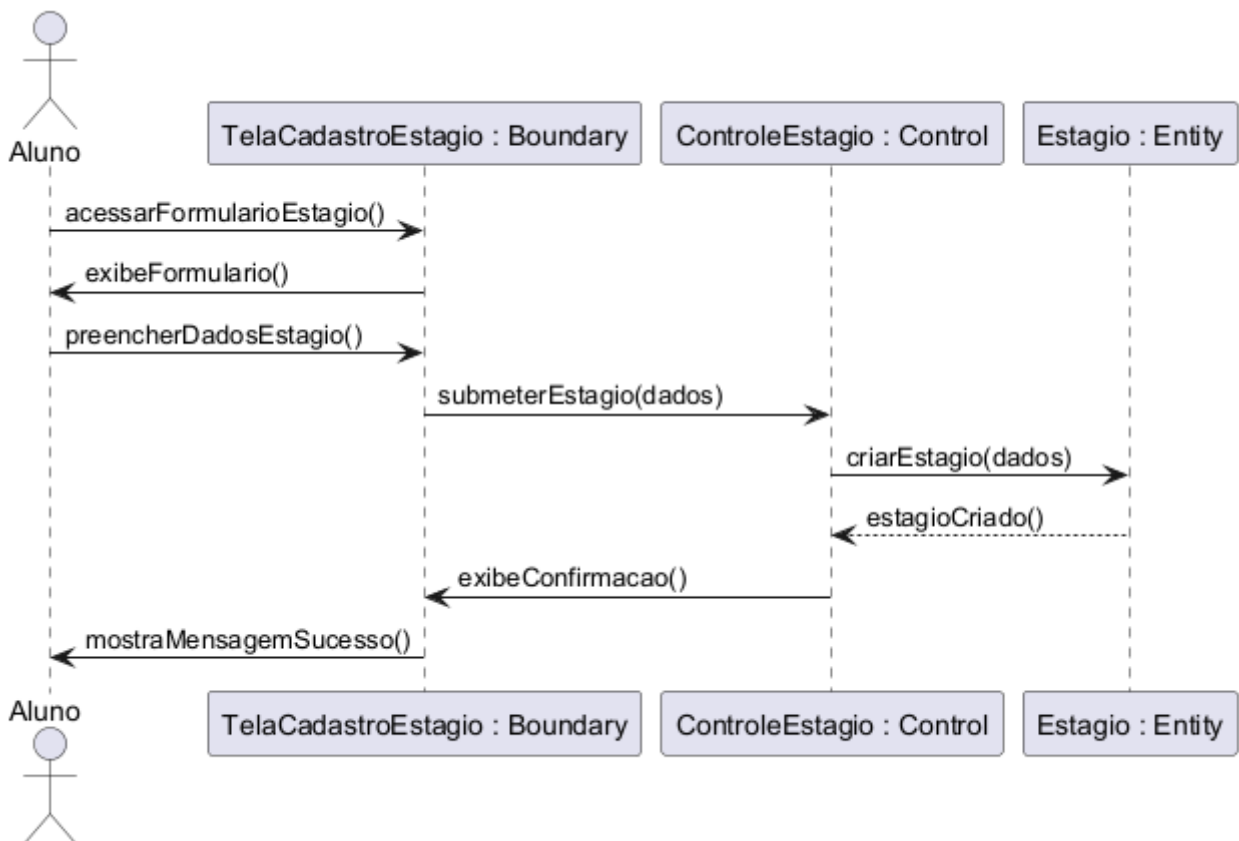 Aluno
TelaCadastroEstagio : Boundary
ControleEstagio : Control
Estagio : Entity
acessarFormularioEstagio()
exibeFormulario()
preencherDadosEstagio()
submeterEstagio(dados)
criarEstagio(dados)
estagioCriado()
exibeConfirmacao()
mostraMensagemSucesso()
Aluno
TelaCadastroEstagio : Boundary
ControleEstagio : Control
Estagio : Entity